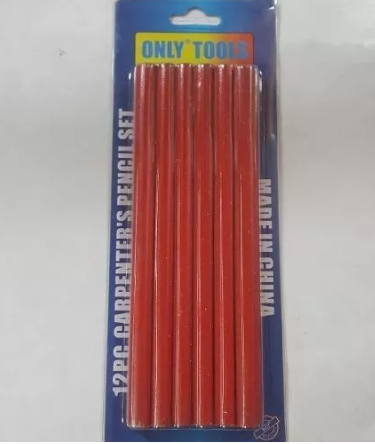 ONLY® TOOLS
12PC CARPENTER'S PENCIL SET
MADE IN CHINA